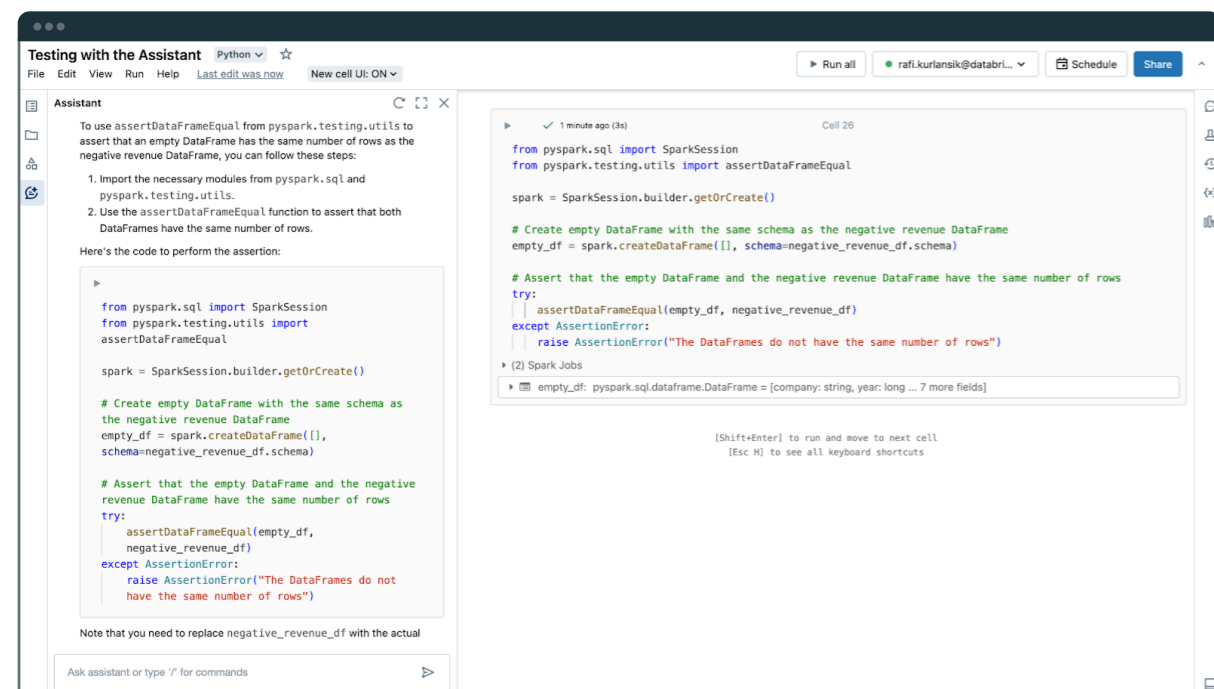 Testing with the Assistant Python
File Edit View Run Help Last edit was now New cell UI: ON
Run all
rafi.kurlansik@databri...
Schedule
Share
Assistant
To use assertDataFrameEqual from pyspark.testing.utils to
assert that an empty DataFrame has the same number of rows as the
negative revenue DataFrame, you can follow these steps:
1. Import the necessary modules from pyspark.sql and
pyspark.testing.utils.
2. Use the assertDataFrameEqual function to assert that both
DataFrames have the same number of rows.
Here's the code to perform the assertion:
from pyspark.sql import SparkSession
from pyspark.testing.utils import
assertDataFrameEqual
spark = SparkSession.builder.getOrCreate()
# Create empty DataFrame with the same schema as
the negative revenue DataFrame
empty_df = spark.createDataFrame([],
schema=negative_revenue_df.schema)
# Assert that the empty DataFrame and the negative
revenue DataFrame have the same number of rows
try:
assertDataFrameEqual(empty_df,
negative_revenue_df)
except AssertionError:
raise AssertionError("The DataFrames do not
have the same number of rows")
Note that you need to replace negative_revenue_df with the actual
Ask assistant or type '/' for commands
1 minute ago (3s)
Cell 26
from pyspark.sql import SparkSession
from pyspark.testing.utils import assertDataFrameEqual
spark = SparkSession.builder.getOrCreate()
# Create empty DataFrame with the same schema as the negative revenue DataFrame
empty_df = spark.createDataFrame([], schema=negative_revenue_df.schema)
# Assert that the empty DataFrame and the negative revenue DataFrame have the same number of rows
try:
assertDataFrameEqual(empty_df, negative_revenue_df)
except AssertionError:
raise AssertionError("The DataFrames do not have the same number of rows")
(2) Spark Jobs
empty_df: pyspark.sql.dataframe.DataFrame = [company: string, year: long ... 7 more fields]
[Shift+Enter] to run and move to next cell
[Esc H] to see all keyboard shortcuts